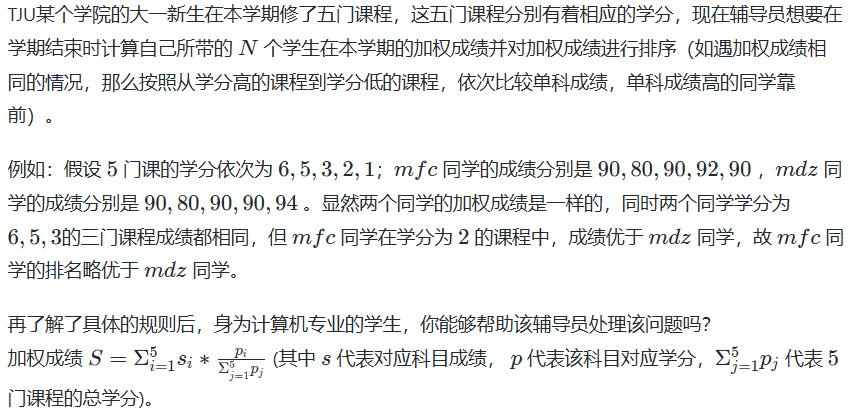 TJU某个学院的大一新生在本学期修了五门课程，这五门课程分别有着相应的学分，现在辅导员想要在
学期结束时计算自己所带的 N 个学生在本学期的加权成绩并对加权成绩进行排序（如遇加权成绩相
同的情况，那么按照从学分高的课程到学分低的课程，依次比较单科成绩，单科成绩高的同学靠
前）。
例如：假设 5 门课的学分依次为 6, 5, 3, 2, 1；mfc 同学的成绩分别是 90, 80, 90, 92, 90 ，mdz 同
学的成绩分别是 90, 80, 90, 90, 94 。显然两个同学的加权成绩是一样的，同时两个同学学分为
6, 5, 3的三门课程成绩都相同，但 mfc 同学在学分为 2 的课程中，成绩优于 mdz 同学，故 mfc 同
学的排名略优于 mdz 同学。
再了解了具体的规则后，身为计算机专业的学生，你能够帮助该辅导员处理该问题吗？
加权成绩 $S = \Sigma_{i=1}^{5} s_i * \frac{p_i}{\Sigma_{j=1}^{5} p_j}$ (其中 s 代表对应科目成绩， p 代表该科目对应学分，$\Sigma_{j=1}^{5} p_j$ 代表 5
门课程的总学分)。